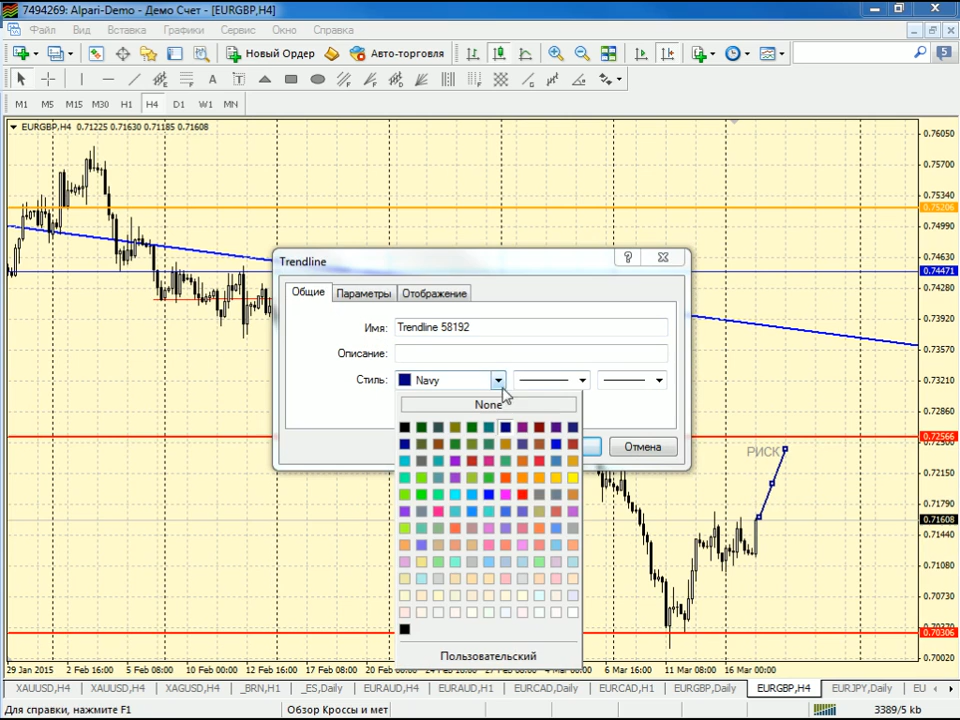 7494269: Alpari-Demo - Демо Счет - [EURGBP,H4]
Файл Вид Вставка Графики Сервис Окно Справка
Новый Ордер Авто-торговля 5
A T
M1 M5 M15 M30 H1 H4 D1 W1 MN
EURGBP,H4 0.71225 0.71630 0.71185 0.71608
0.76050
0.75700
0.75340
0.75206
0.74990
0.74630
0.74471
0.74280
0.73920
0.73570
0.73210
0.72860
0.72566
0.72150
0.71790
0.71608
0.71440
0.71080
0.70730
0.70306
0.70020
Trendline
Общие Параметры Отображение
Имя: Trendline 58192
Описание:
Стиль: Navy
None
Отмена
Пользовательский
РИСК
29 Jan 2015 2 Feb 16:00 5 Feb 08:00 10 Feb 00:00 12 Feb 16:00 17 Feb 08:00 6 Mar 16:00 11 Mar 08:00 16 Mar 00:00
XAUUSD,H4 XAUUSD,H4 XAGUSD,H4 _BRN,H1 _ES,Daily EURAUD,H4 EURAUD,H1 EURCAD,Daily EURCAD,H1 EURGBP,Daily EURGBP,H4 EURJPY,Daily EU
Для справки, нажмите F1 Обзор Кроссы и мет 3389/5 kb